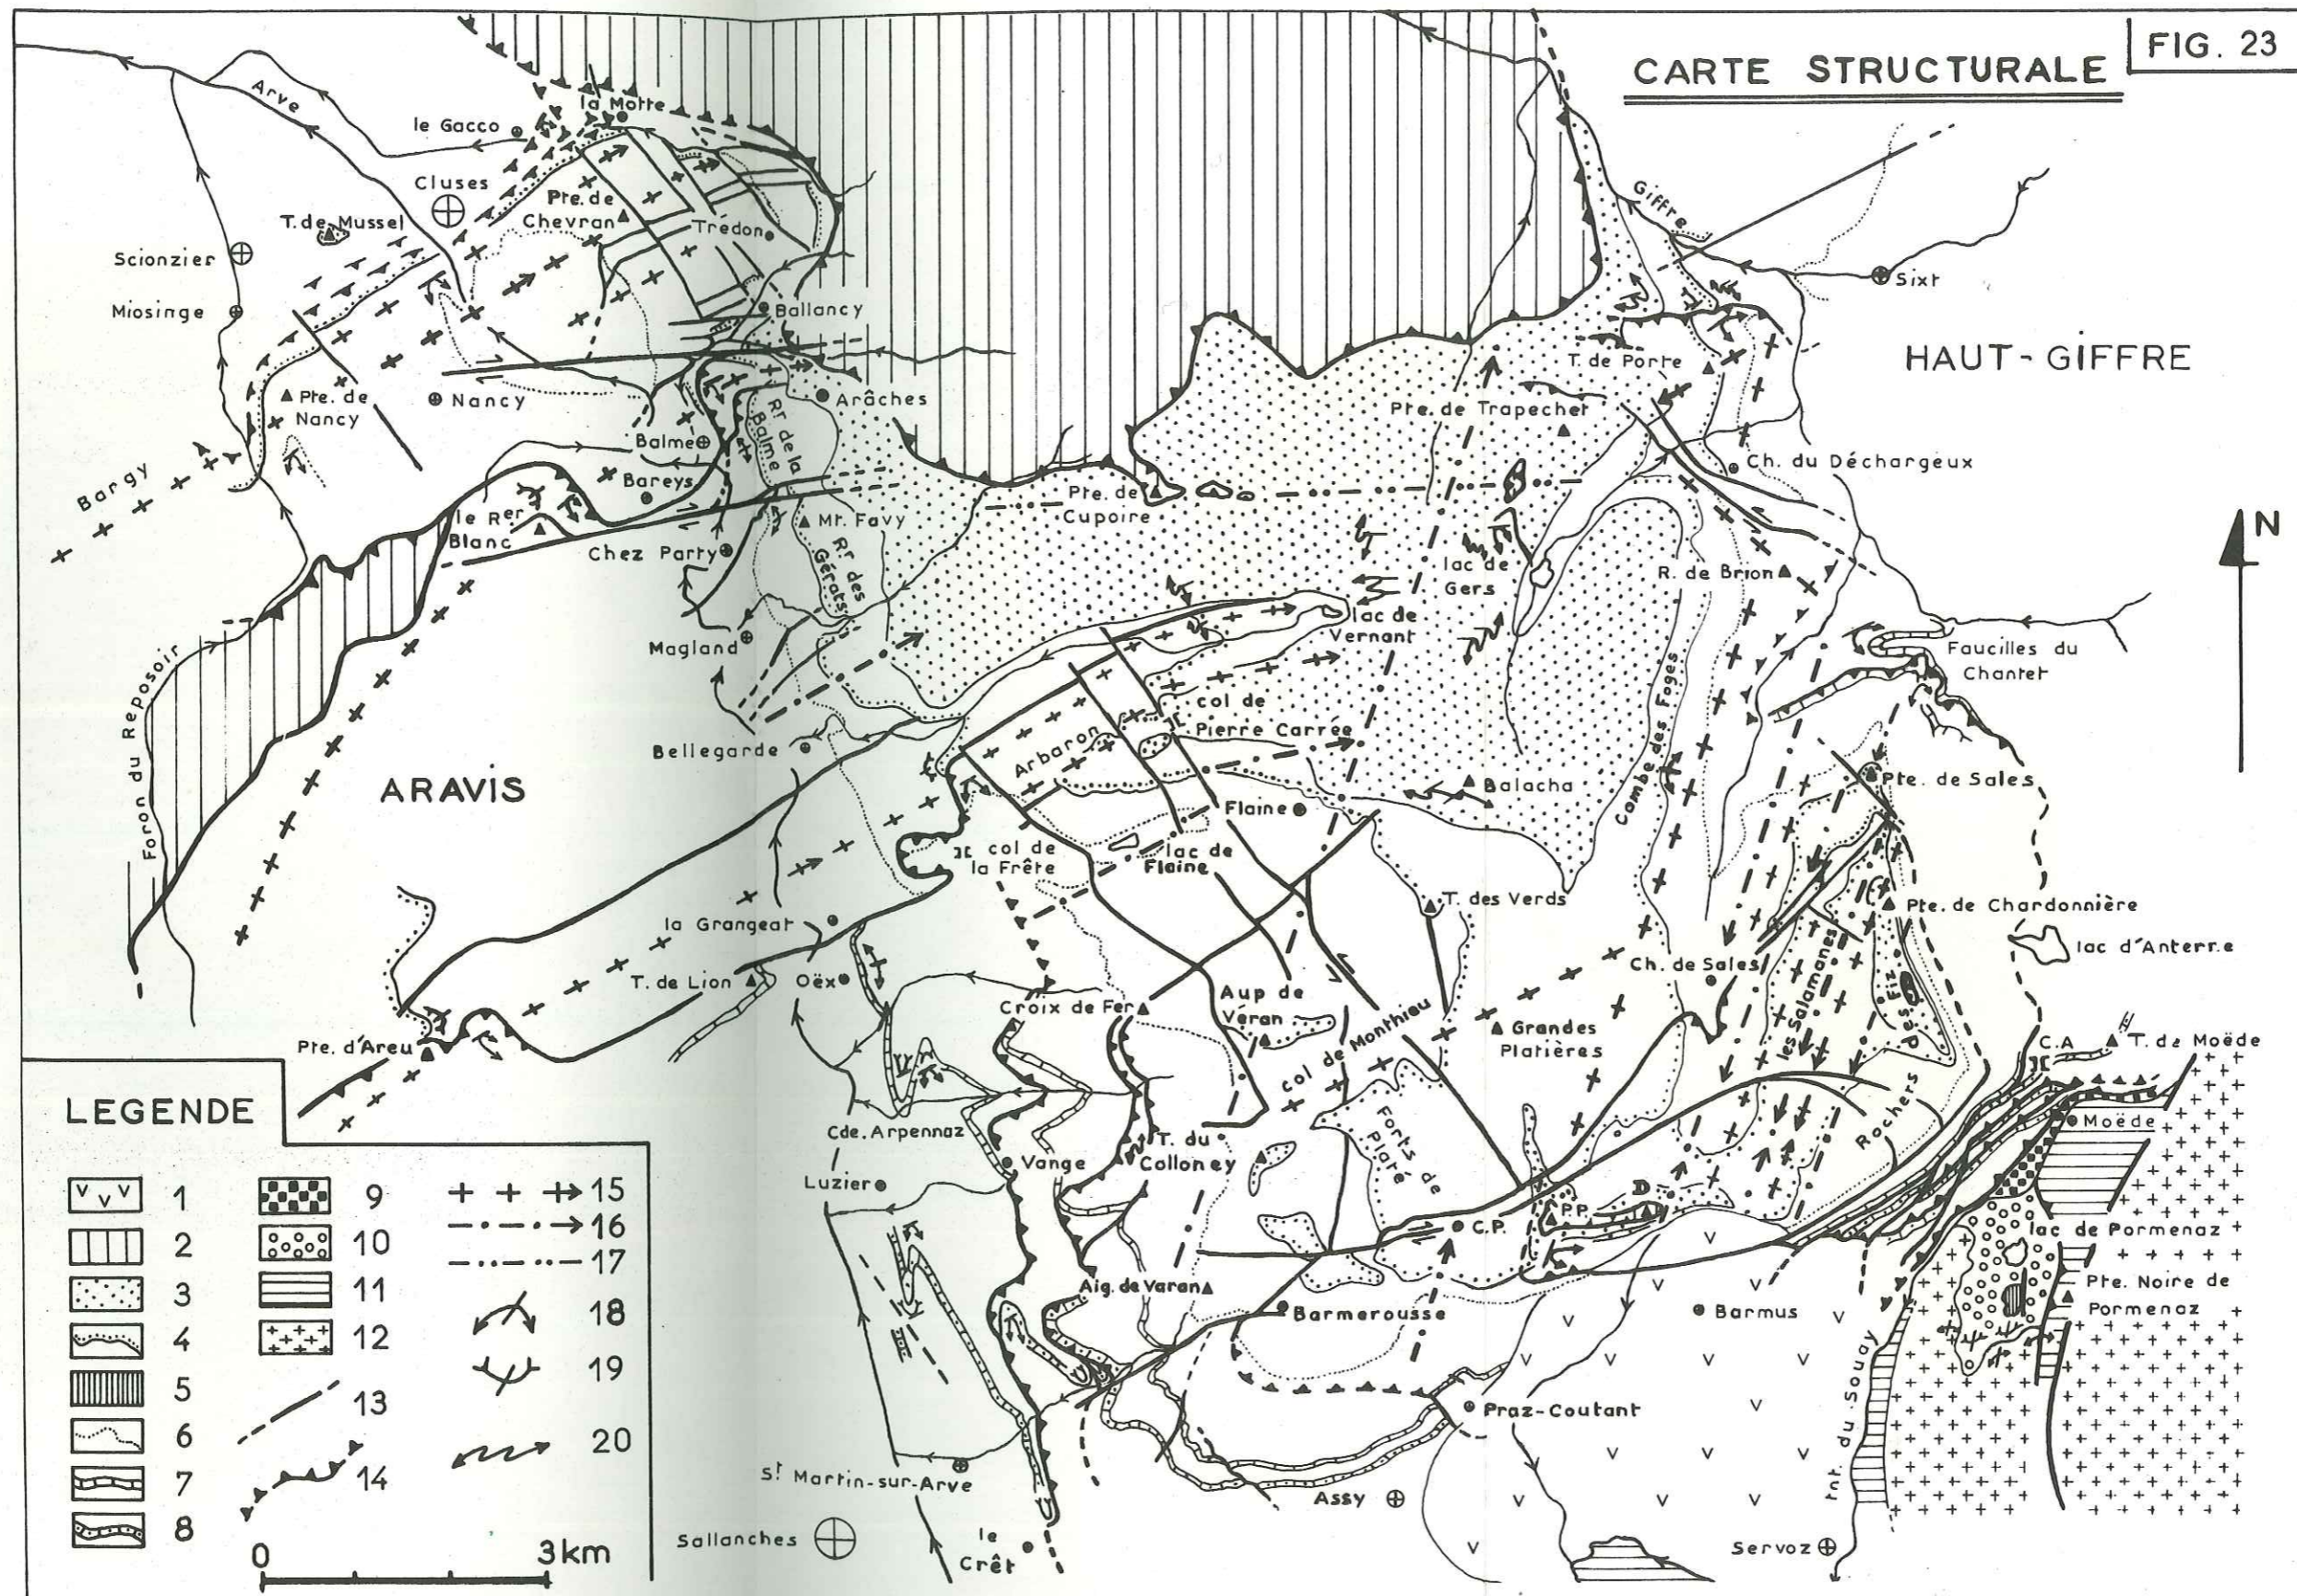 CARTE STRUCTURALE
FIG. 23
Arve
la Motte
le Gacco
Cluses
Pte. de
Chevran
T. de Mussel
Trédon
Scionzier
Miosinge
Ballancy
Giffre
Sixt
HAUT-GIFFRE
T. de Porte
Pte. de
Nancy
Nancy
Arâches
Pte. de Trapechet
Rr de la
Balme
Balme
Bargy
Bareys
Ch. du Déchargeux
Pte. de
Cupoire
le Rer
Blanc
Mt. Favy
Chez Party
Rr des
Gérats
lac de
Gers
R. de Brion
N
lac de
Vernant
Magland
Faucilles du
Chantet
Foron du Reposoir
Combe des Foges
col de
Pierre Carrée
Bellegarde
Arbaron
ARAVIS
Balacha
Pte. de Sales
Flaine
col de
la Frête
lac de
Flaine
T. des Verds
Pte. de Chardonnière
la Grangeat
lac d'Anterne
T. de Lion
Oëx
Ch. de Sales
les Salamanes
Rochers des Fiz
Croix de Fer
Aup de
Véran
col de Monthieu
Grandes
Platières
Pte. d'Areu
C.A
T. de Moëde
Moëde
Cde. Arpennaz
T. du
Colloney
Forts de
Platé
Vange
Luzier
D
P.P.
C.P.
lac de Pormenaz
Aig. de Varan
Barmerousse
Barmus
Pte. Noire de
Pormenaz
Praz-Coutant
tnt. du Souay
St Martin-sur-Arve
Assy
Sallanches
le
Crêt
Servoz
LEGENDE
1
2
3
4
5
6
7
8
9
10
11
12
13
14
15
16
17
18
19
20
0 3km